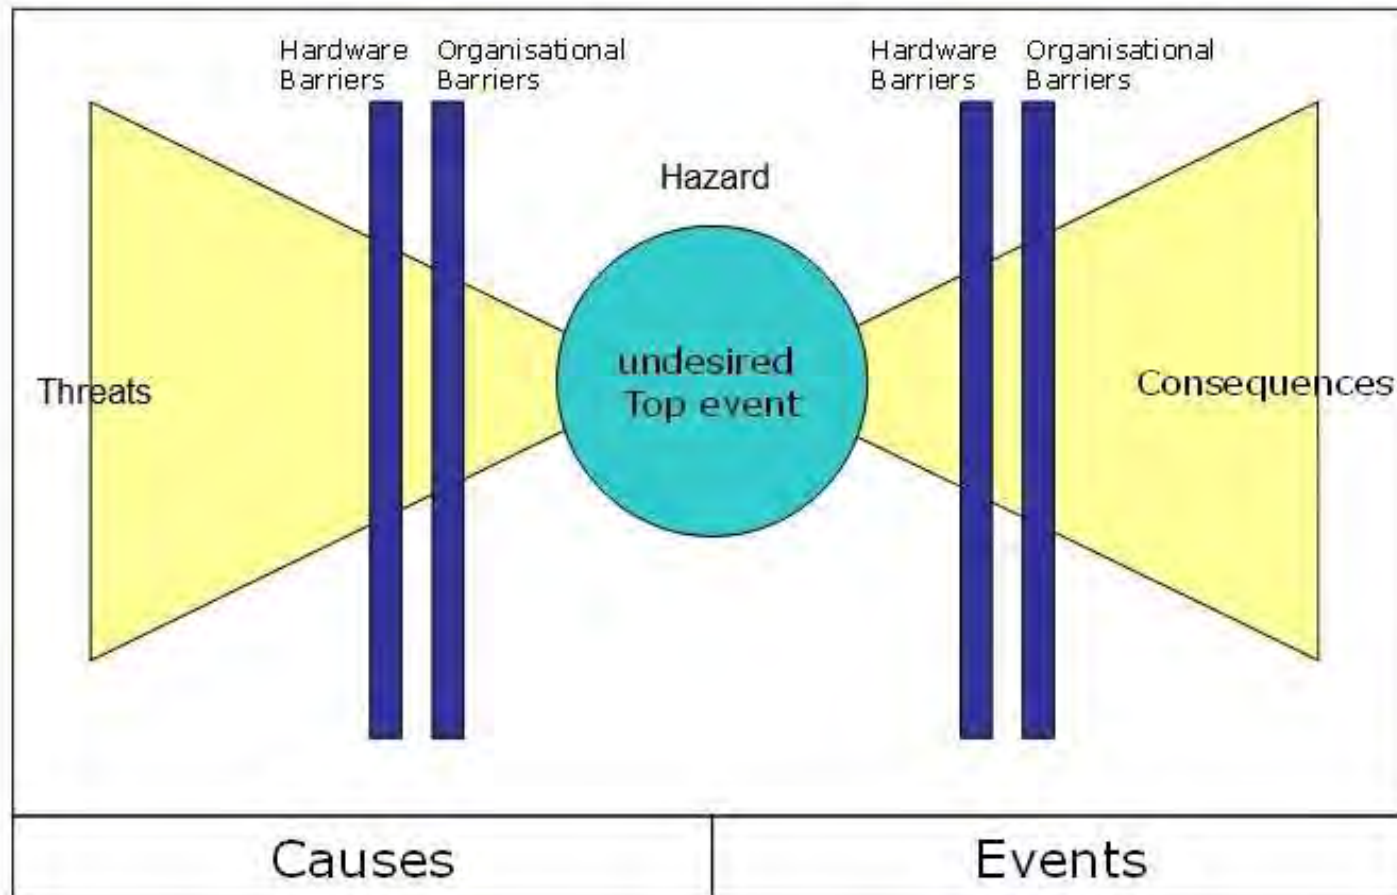 Hardware
Barriers
Organisational
Barriers
Hardware
Barriers
Organisational
Barriers
Hazard
undesired
Top event
Threats
Consequences
Causes
Events